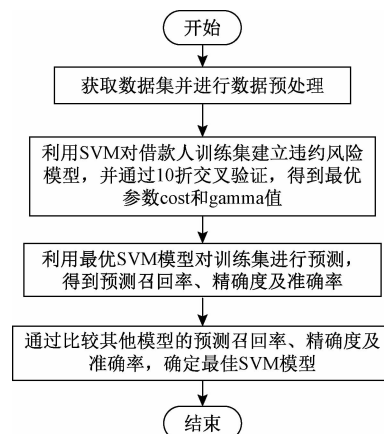 开始
获取数据集并进行数据预处理
利用SVM对借款人训练集建立违约风险
模型，并通过10折交叉验证，得到最优
参数cost和gamma值
利用最优SVM模型对训练集进行预测，
得到预测召回率、精确度及准确率
通过比较其他模型的预测召回率、精确度及
准确率，确定最佳SVM模型
结束